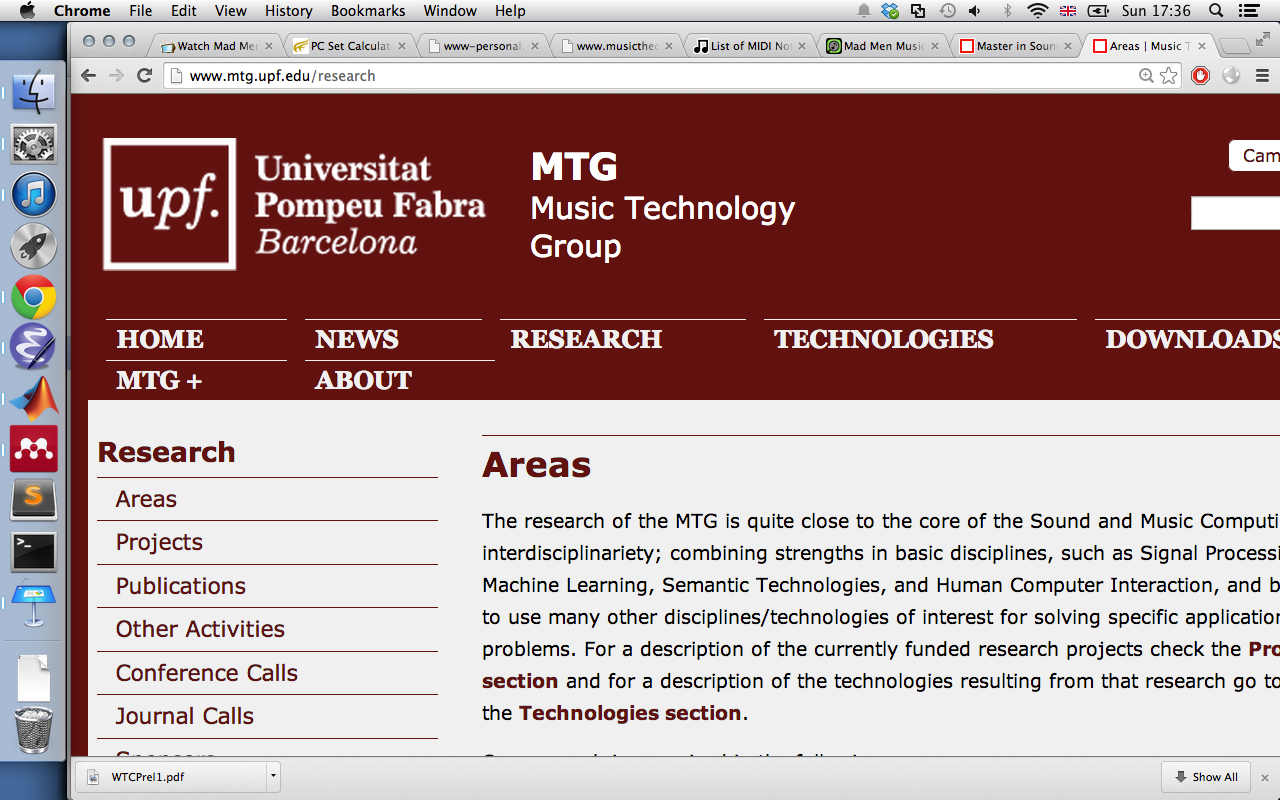 Chrome File Edit View History Bookmarks Window Help Sun 17:36
Watch Mad Mer PC Set Calculat www-personal. www.musicthec List of MIDI No Mad Men Musi Master in Soun Areas | Music T
www.mtg.upf.edu/research
upf.
Universitat
Pompeu Fabra
Barcelona
MTG
Music Technology
Group
Cam
HOME NEWS RESEARCH TECHNOLOGIES DOWNLOADS
MTG + ABOUT
Research
Areas
Projects
Publications
Other Activities
Conference Calls
Journal Calls
Areas
The research of the MTG is quite close to the core of the Sound and Music Computi
interdisciplinariety; combining strengths in basic disciplines, such as Signal Processi
Machine Learning, Semantic Technologies, and Human Computer Interaction, and b
to use many other disciplines/technologies of interest for solving specific application
problems. For a description of the currently funded research projects check the Pro
section and for a description of the technologies resulting from that research go to
the Technologies section.
WTCPrel1.pdf
Show All